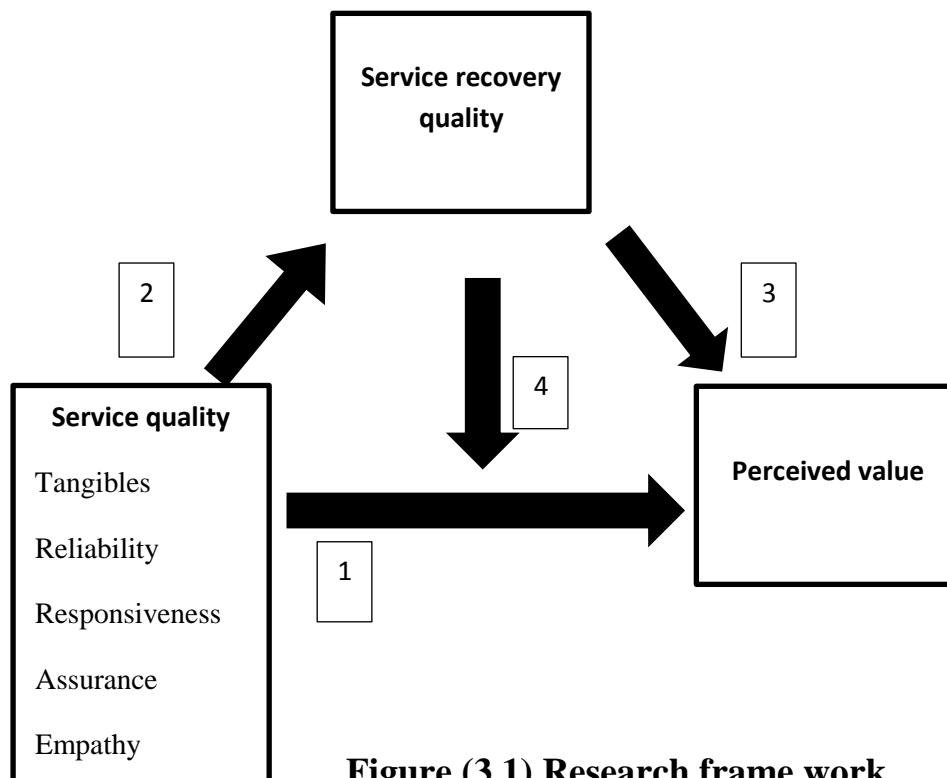 Service recovery
quality
2
3
4
Service quality
Tangibles
Reliability
Responsiveness
Assurance
Empathy
Perceived value
1
Figure (3.1) Research frame work